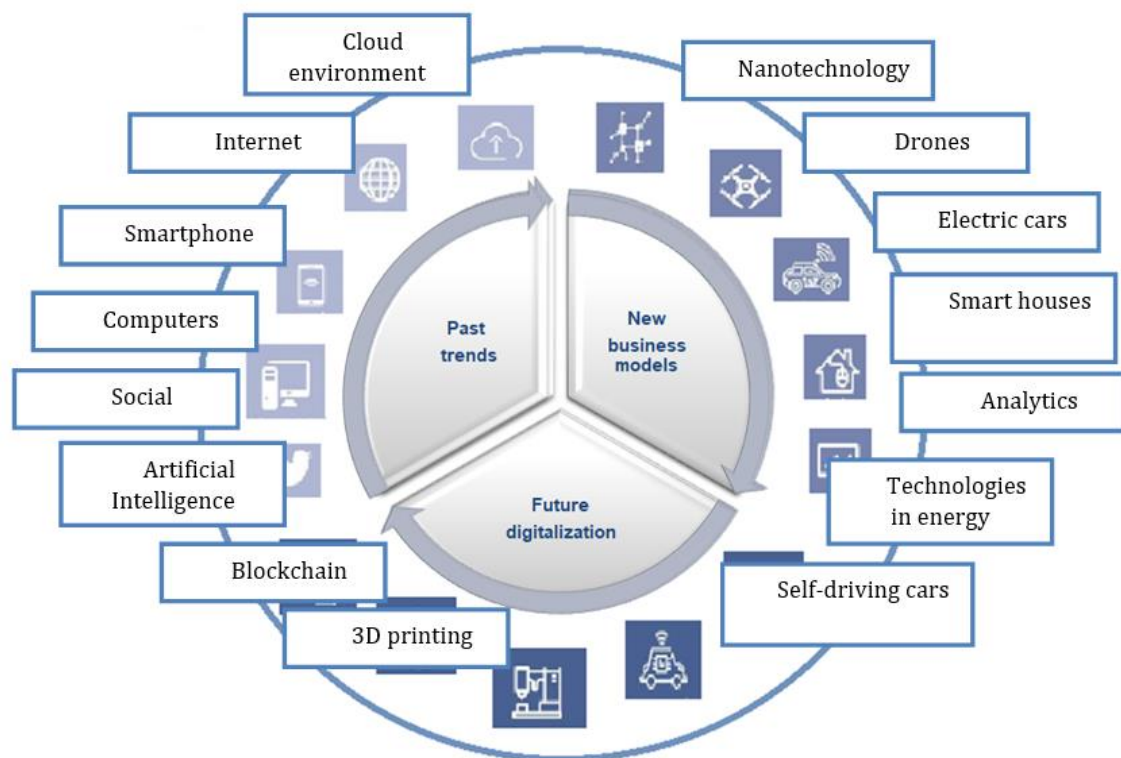 Cloud
environment
Nanotechnology
Internet
Drones
Smartphone
Electric cars
Computers
Smart houses
Social
Analytics
Artificial
Intelligence
Technologies
in energy
Blockchain
Self-driving cars
3D printing
Past
trends
New
business
models
Future
digitalization